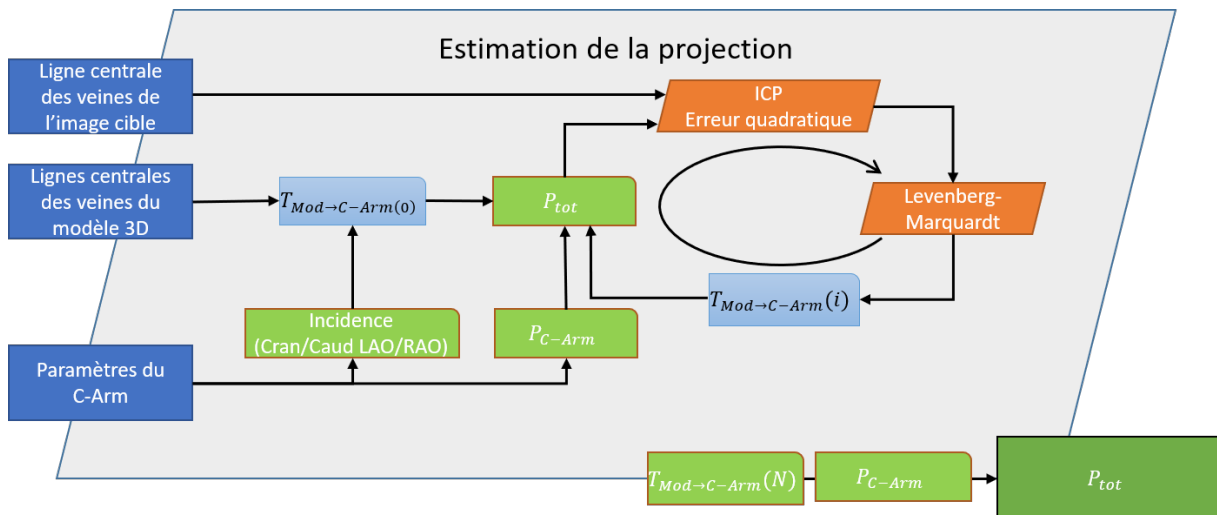 Estimation de la projection
Ligne centrale
des veines de
l'image cible
ICP
Erreur quadratique
Lignes centrales
des veines du
modèle 3D
T_{Mod→C-Arm(0)}
P_{tot}
Levenberg-
Marquardt
T_{Mod→C-Arm}(i)
Incidence
(Cran/Caud LAO/RAO)
P_{C-Arm}
Paramètres du
C-Arm
T_{Mod→C-Arm}(N)
P_{C-Arm}
P_{tot}